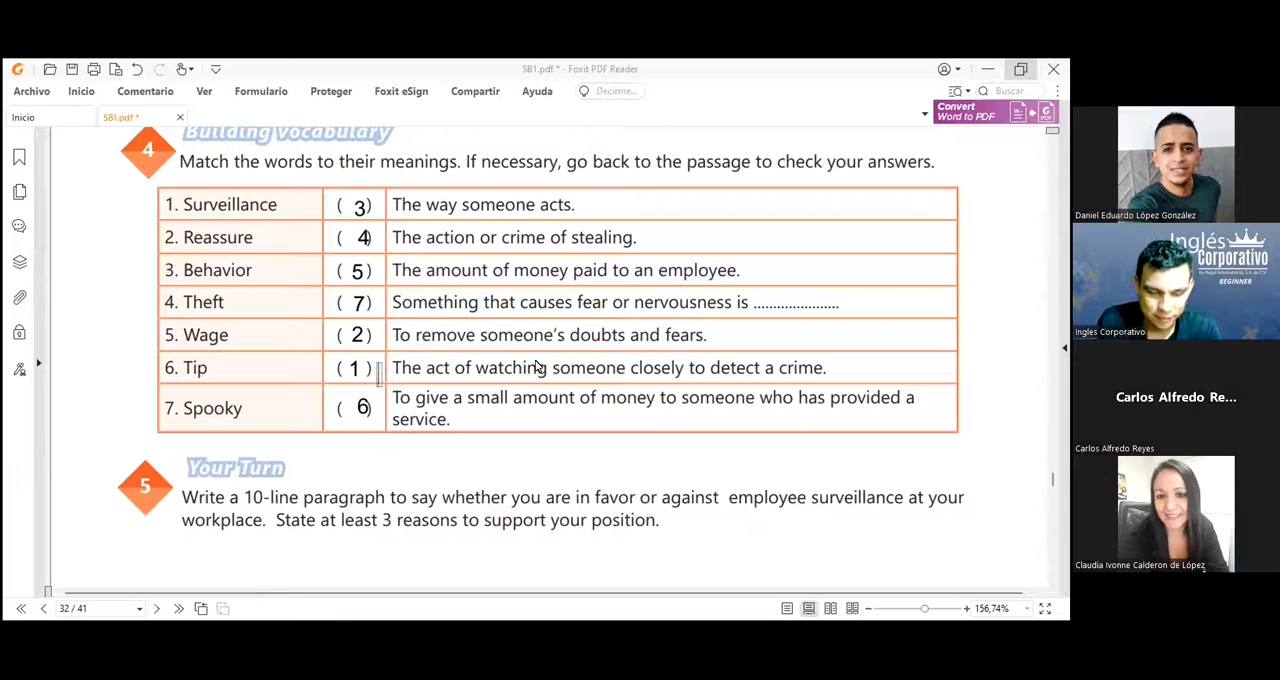 SB1.pdf * - Foxit PDF Reader
Archivo Inicio Comentario Ver Formulario Proteger Foxit eSign Compartir Ayuda Decirme... Buscar
Inicio SB1.pdf *
Convert
Word to PDF
PDF
Building Vocabulary
4
Match the words to their meanings. If necessary, go back to the passage to check your answers.
1. Surveillance ( 3 ) The way someone acts.
2. Reassure ( 4 ) The action or crime of stealing.
3. Behavior ( 5 ) The amount of money paid to an employee.
4. Theft ( 7 ) Something that causes fear or nervousness is ......................
5. Wage ( 2 ) To remove someone's doubts and fears.
6. Tip ( 1 ) The act of watching someone closely to detect a crime.
7. Spooky ( 6 ) To give a small amount of money to someone who has provided a
service.
Your Turn
5
Write a 10-line paragraph to say whether you are in favor or against employee surveillance at your
workplace. State at least 3 reasons to support your position.
32 / 41
156,74%
Daniel Eduardo López González
Inglés
Corporativo
By Regal International, S.A. de C.V.
BEGINNER
Ingles Corporativo
Carlos Alfredo Re...
Carlos Alfredo Reyes
Claudia Ivonne Calderon de López